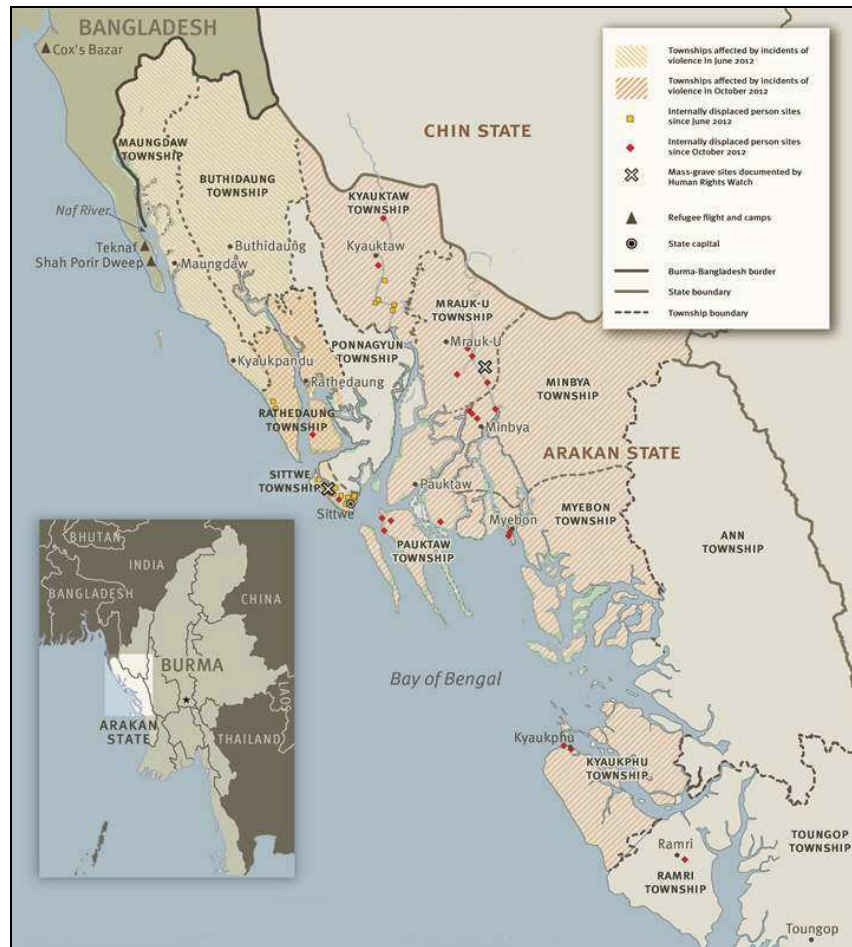 BANGLADESH
Cox's Bazar
MAUNGDAW
TOWNSHIP
BUTHIDAUNG
TOWNSHIP
Naf River
Teknaf
Shah Porir Dweep
Buthidaung
Maungdaw
CHIN STATE
KYAUKTAW
TOWNSHIP
Kyauktaw
MRAUK-U
TOWNSHIP
Mrauk-U
PONNAGYUN
TOWNSHIP
Kyaukpandu
Rathedaung
RATHEDAUNG
TOWNSHIP
MINBYA
TOWNSHIP
Minbya
ARAKAN STATE
SITTWE
TOWNSHIP
Sittwe
Pauktaw
PAUKTAW
TOWNSHIP
Myebon
MYEBON
TOWNSHIP
ANN
TOWNSHIP
Bay of Bengal
Kyaukphu
KYAUKPHU
TOWNSHIP
Ramri
RAMRI
TOWNSHIP
TOUNGOP
TOWNSHIP
Toungop
Townships affected by incidents of
violence in June 2012
Townships affected by incidents of
violence in October 2012
Internally displaced person sites
since June 2012
Internally displaced person sites
since October 2012
Mass-grave sites documented by
Human Rights Watch
Refugee flight and camps
State capital
Burma-Bangladesh border
State boundary
Township boundary
BHUTAN
INDIA
BANGLADESH
CHINA
BURMA
LAOS
ARAKAN
STATE
THAILAND